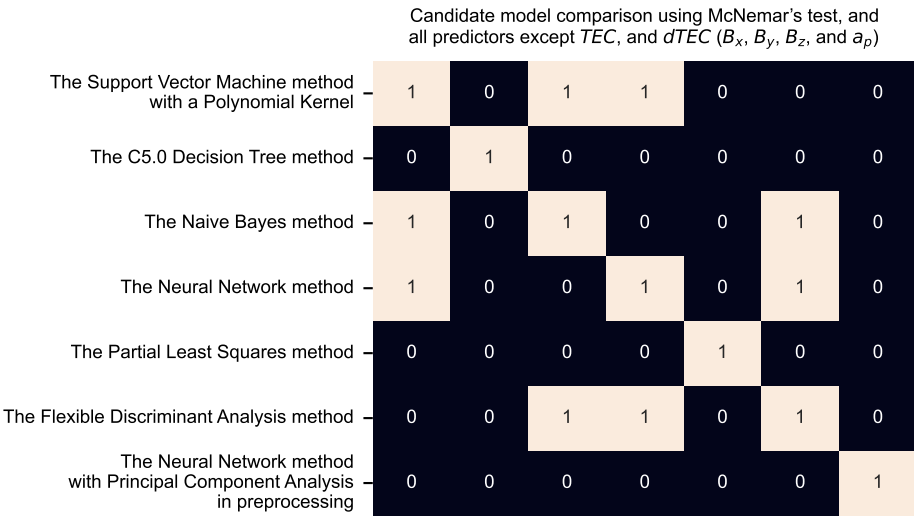 Candidate model comparison using McNemar’s test, and
all predictors except TEC, and dTEC (Bx, By, Bz, and ap)
The Support Vector Machine method
with a Polynomial Kernel
1 0 1 1 0 0 0
The C5.0 Decision Tree method
0 1 0 0 0 0 0
The Naive Bayes method
1 0 1 0 0 1 0
The Neural Network method
1 0 0 1 0 1 0
The Partial Least Squares method
0 0 0 0 1 0 0
The Flexible Discriminant Analysis method
0 0 1 1 0 1 0
The Neural Network method
with Principal Component Analysis
in preprocessing
0 0 0 0 0 0 1